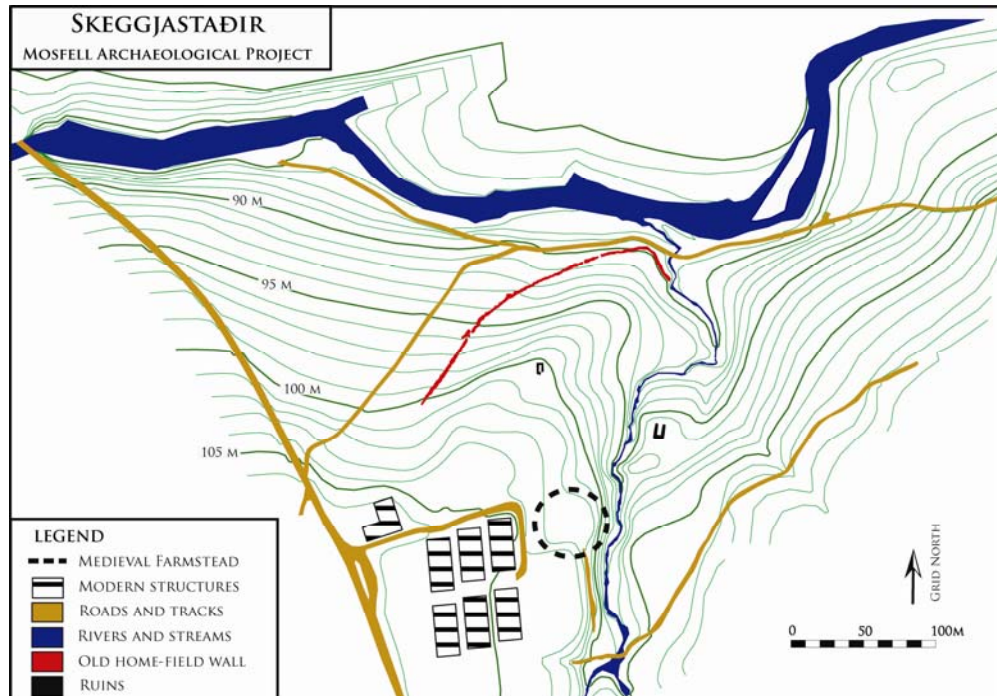 SKEGGJASTAÐIR
MOSFELL ARCHAEOLOGICAL PROJECT
90 M
95 M
100 M
105 M
LEGEND
MEDIEVAL FARMSTEAD
MODERN STRUCTURES
ROADS AND TRACKS
RIVERS AND STREAMS
OLD HOME-FIELD WALL
RUINS
GRID NORTH
0 50 100M